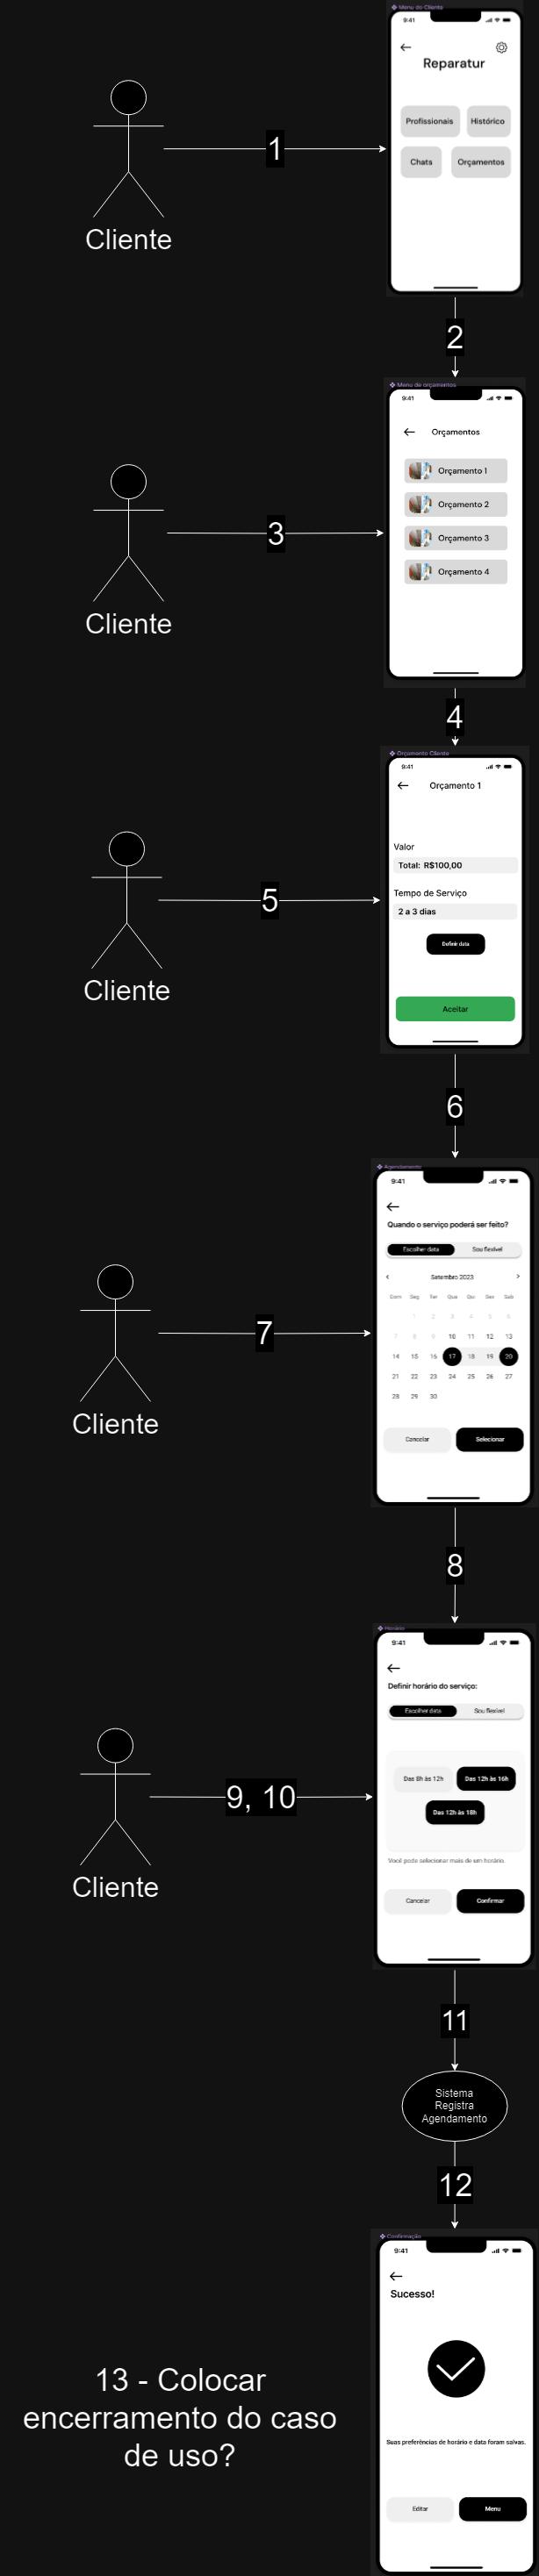 Menu do Cliente
9:41
Reparatur
Profissionais
Histórico
Chats
Orçamentos
1
Cliente
2
Menu de orçamentos
9:41
Orçamentos
Orçamento 1
Orçamento 2
Orçamento 3
Orçamento 4
3
Cliente
4
Orçamento Cliente
9:41
Orçamento 1
Valor
Total: R$100,00
Tempo de Serviço
2 a 3 dias
Definir data
Aceitar
5
Cliente
6
Agendamento
9:41
Quando o serviço poderá ser feito?
Escolher data Sou flexível
Setembro 2023
Dom Seg Ter Qua Qui Sex Sab
1 2 3 4 5 6
7 8 9 10 11 12 13
14 15 16 17 18 19 20
21 22 23 24 25 26 27
28 29 30
Cancelar Selecionar
7
Cliente
8
Horário
9:41
Definir horário do serviço:
Escolher data Sou flexível
Das 8h às 12h Das 12h às 16h
Das 12h às 18h
Você pode selecionar mais de um horário.
Cancelar Confirmar
9, 10
Cliente
11
Sistema
Registra
Agendamento
12
Confirmação
9:41
Sucesso!
Suas preferências de horário e data foram salvas.
Editar Menu
13 - Colocar
encerramento do caso
de uso?